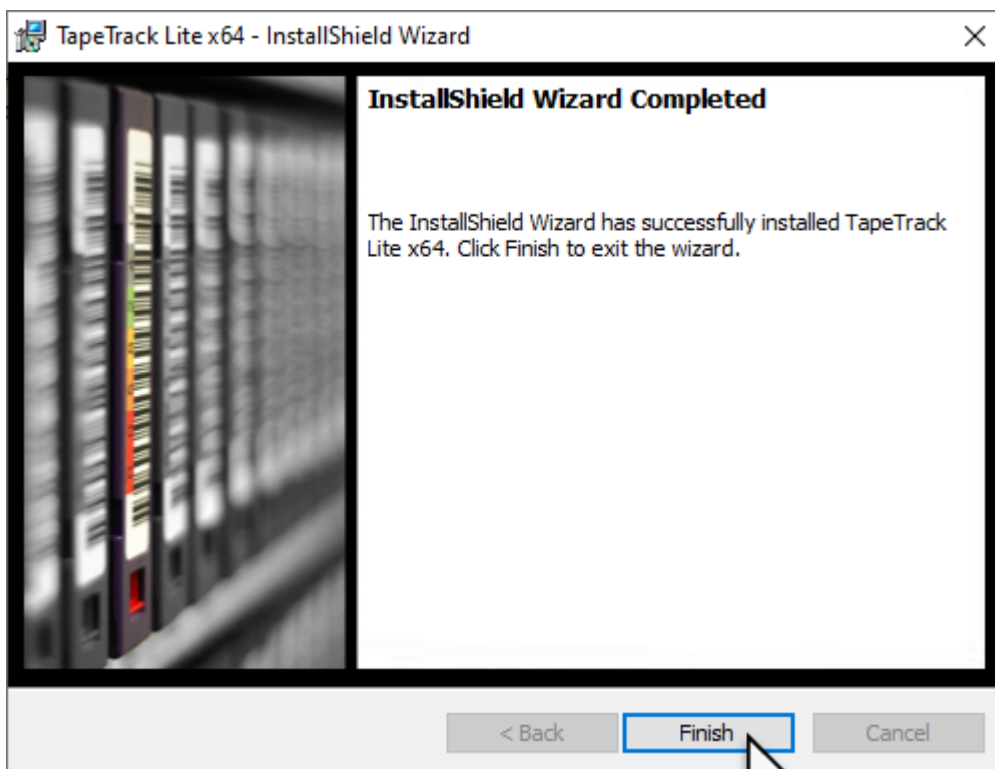 TapeTrack Lite x64 - InstallShield Wizard
InstallShield Wizard Completed
The InstallShield Wizard has successfully installed TapeTrack
Lite x64. Click Finish to exit the wizard.
< Back
Finish
Cancel